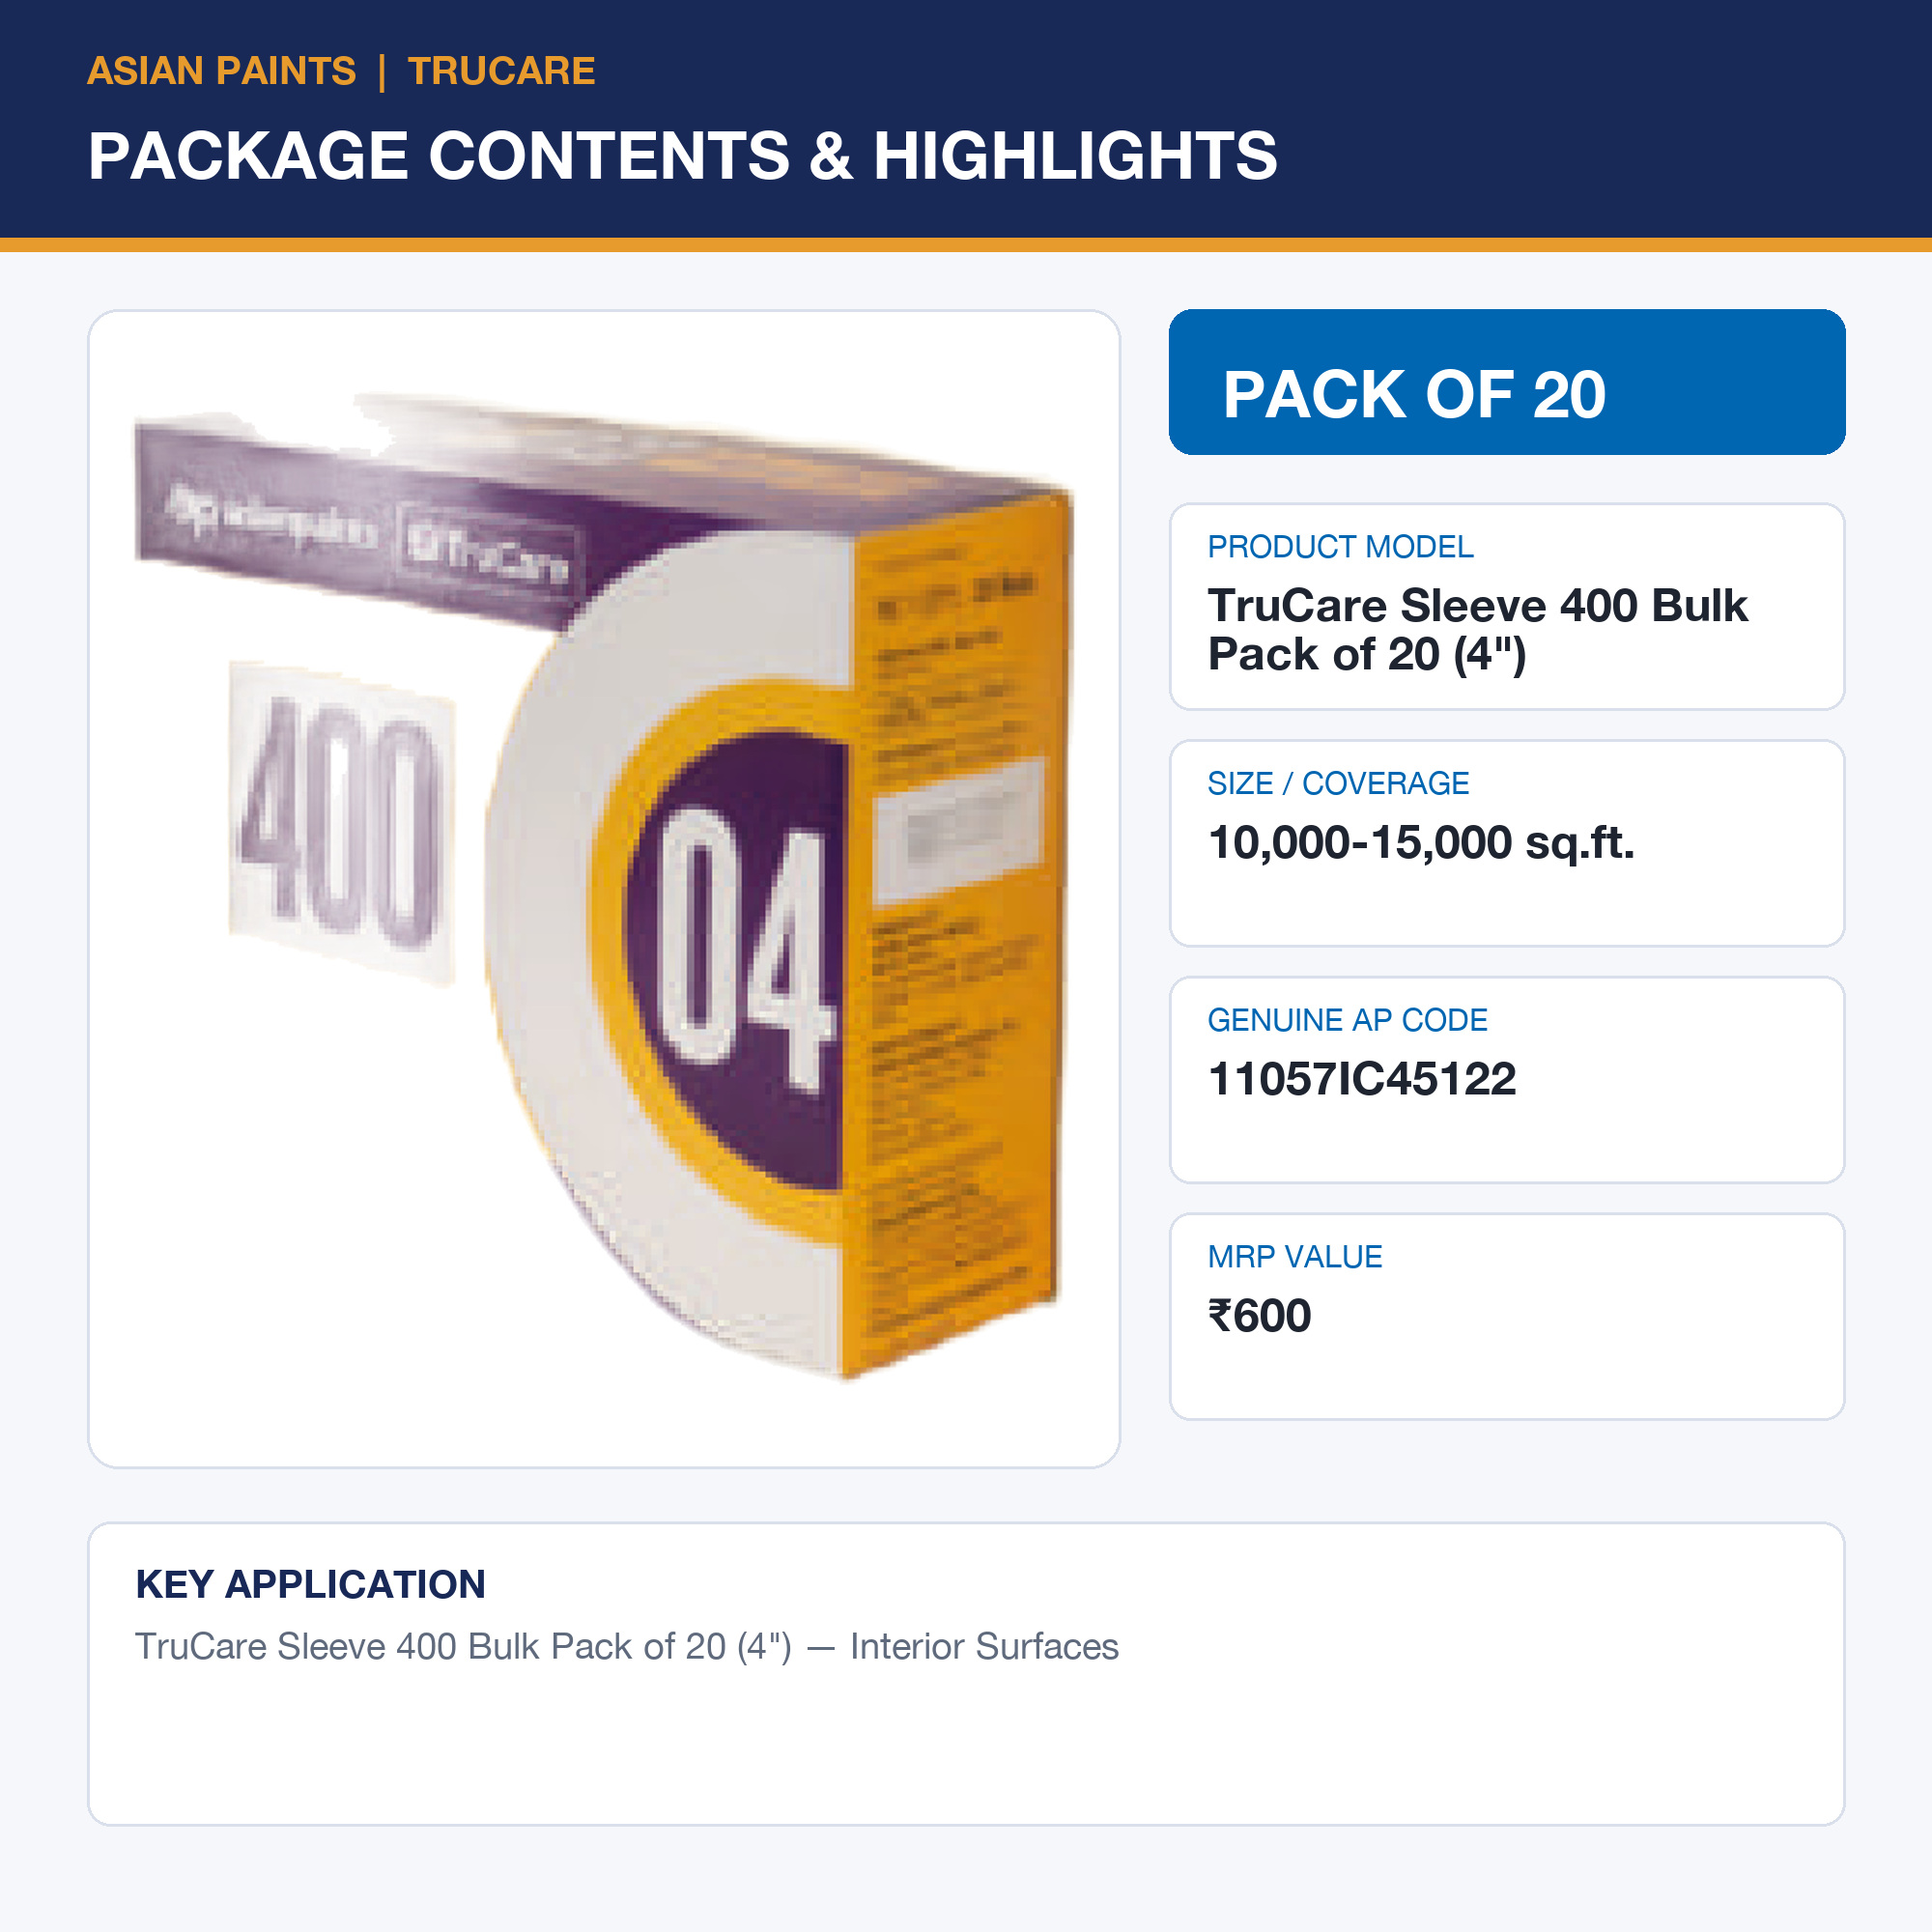 ASIAN PAINTS | TRUCARE
PACKAGE CONTENTS & HIGHLIGHTS
PACK OF 20
TruCare
400
04
PRODUCT MODEL
TruCare Sleeve 400 Bulk
Pack of 20 (4")
SIZE / COVERAGE
10,000-15,000 sq.ft.
GENUINE AP CODE
11057IC45122
MRP VALUE
₹600
KEY APPLICATION
TruCare Sleeve 400 Bulk Pack of 20 (4") — Interior Surfaces